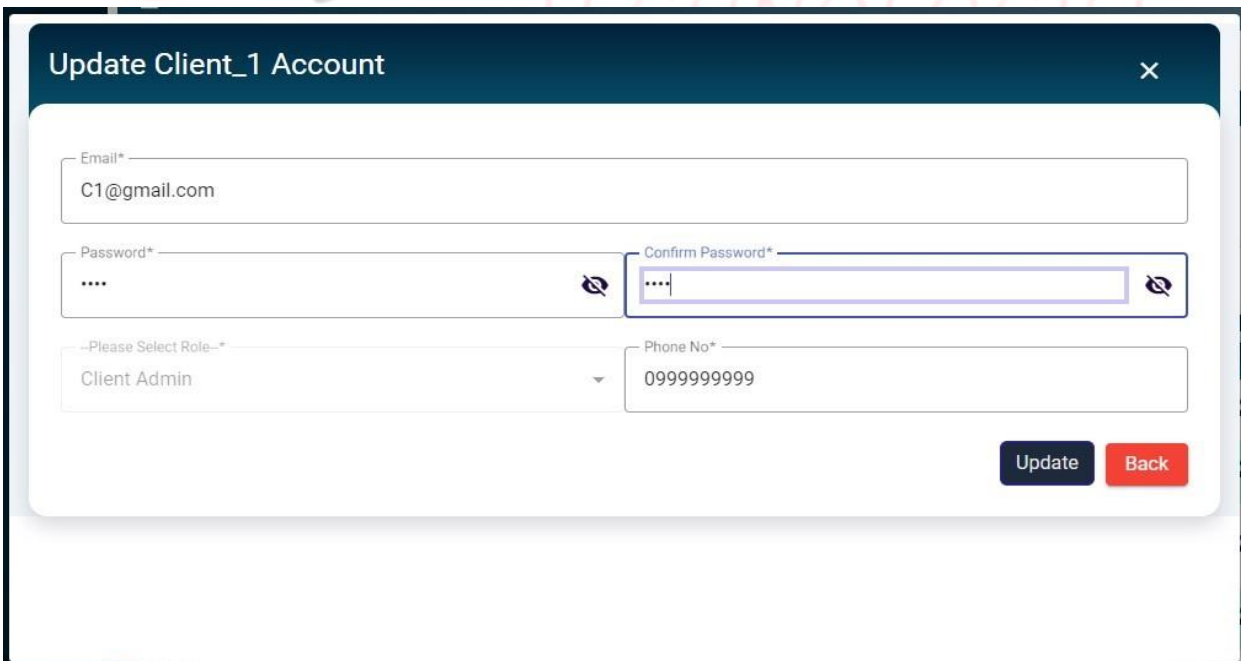 Update Client_1 Account
Email*
C1@gmail.com
Password* Confirm Password*
•••• ••••
--Please Select Role--* Phone No*
Client Admin 0999999999
Update Back